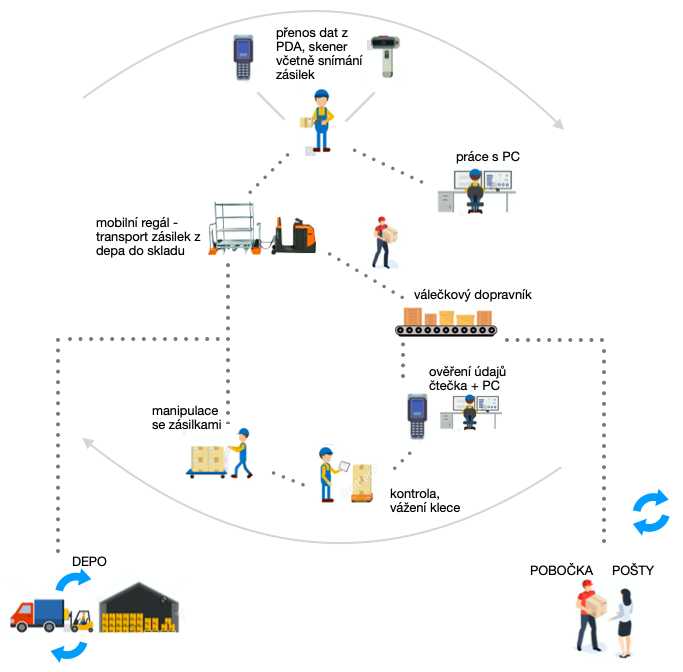 přenos dat z
PDA, skener
včetně snímání
zásilek
práce s PC
mobilní regál -
transport zásilek z
depa do skladu
válečkový dopravník
ověření údajů
čtečka + PC
manipulace
se zásilkami
kontrola,
vážení klece
DEPO
POBOČKA POŠTY